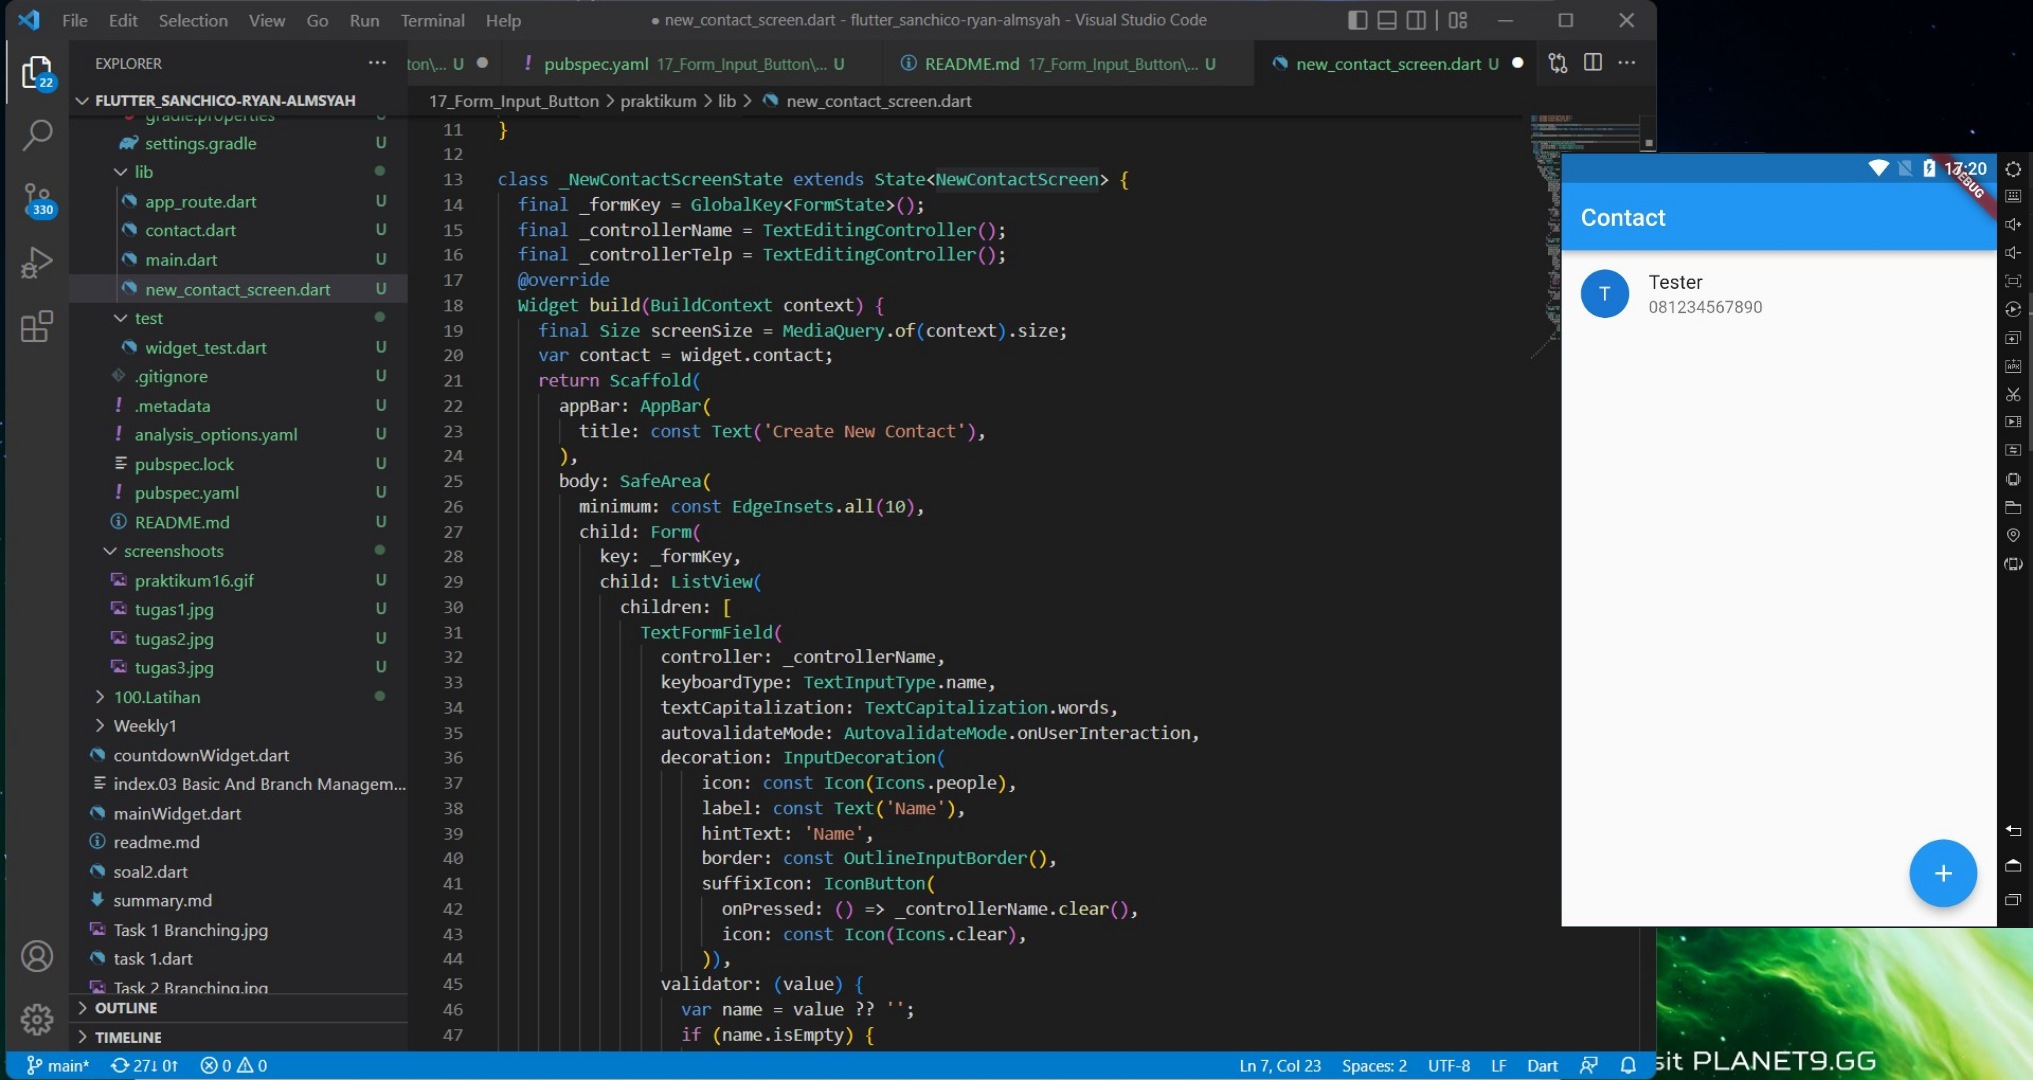 File Edit Selection View Go Run Terminal Help
● new_contact_screen.dart - flutter_sanchico-ryan-almsyah - Visual Studio Code
EXPLORER ···
ton\... U ●
! pubspec.yaml 17_Form_Input_Button\... U
README.md 17_Form_Input_Button\... U
new_contact_screen.dart U ●
17_Form_Input_Button > praktikum > lib > new_contact_screen.dart
22
330
FLUTTER_SANCHICO-RYAN-ALMSYAH
gradle.properties U
settings.gradle U
lib
app_route.dart U
contact.dart U
main.dart U
new_contact_screen.dart U
test
widget_test.dart U
.gitignore U
! .metadata U
! analysis_options.yaml U
pubspec.lock U
! pubspec.yaml U
README.md U
screenshoots
praktikum16.gif U
tugas1.jpg U
tugas2.jpg U
tugas3.jpg U
100.Latihan
Weekly1
countdownWidget.dart
index.03 Basic And Branch Managem...
mainWidget.dart
readme.md
soal2.dart
summary.md
Task 1 Branching.jpg
task 1.dart
Task 2 Branching.jpg
OUTLINE
TIMELINE
11 }
12
13 class _NewContactScreenState extends State<NewContactScreen> {
14 final _formKey = GlobalKey<FormState>();
15 final _controllerName = TextEditingController();
16 final _controllerTelp = TextEditingController();
17 @override
18 Widget build(BuildContext context) {
19 final Size screenSize = MediaQuery.of(context).size;
20 var contact = widget.contact;
21 return Scaffold(
22 appBar: AppBar(
23 title: const Text('Create New Contact'),
24 ),
25 body: SafeArea(
26 minimum: const EdgeInsets.all(10),
27 child: Form(
28 key: _formKey,
29 child: ListView(
30 children: [
31 TextFormField(
32 controller: _controllerName,
33 keyboardType: TextInputType.name,
34 textCapitalization: TextCapitalization.words,
35 autovalidateMode: AutovalidateMode.onUserInteraction,
36 decoration: InputDecoration(
37 icon: const Icon(Icons.people),
38 label: const Text('Name'),
39 hintText: 'Name',
40 border: const OutlineInputBorder(),
41 suffixIcon: IconButton(
42 onPressed: () => _controllerName.clear(),
43 icon: const Icon(Icons.clear),
44 )),
45 validator: (value) {
46 var name = value ?? '';
47 if (name.isEmpty) {
main* 27↓ 0↑ 0 0
Ln 7, Col 23 Spaces: 2 UTF-8 LF Dart
17:20
DEBUG
Contact
T
Tester
081234567890
+
sit PLANET9.GG